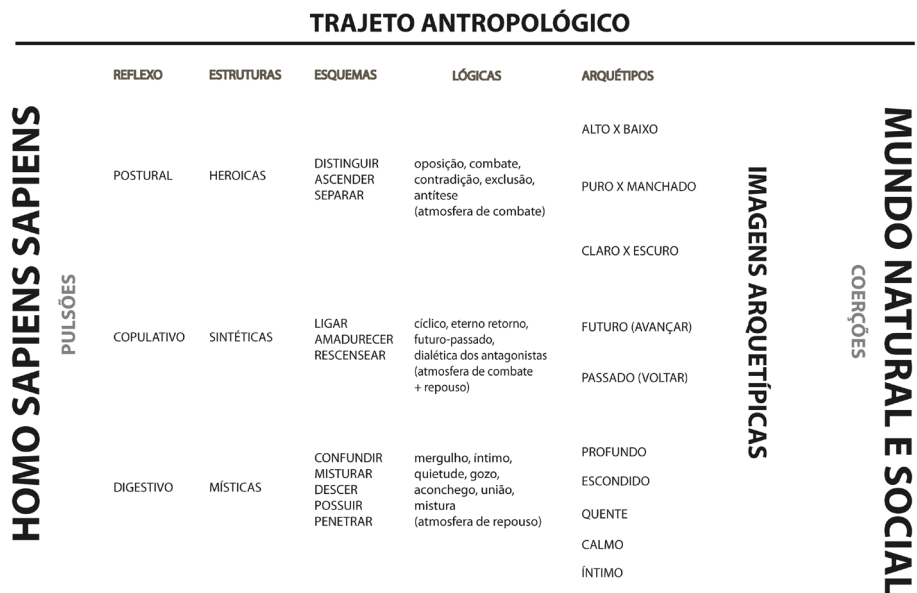 TRAJETO ANTROPOLÓGICO
REFLEXO ESTRUTURAS ESQUEMAS LÓGICAS ARQUÉTIPOS
HOMO SAPIENS SAPIENS
PULSÕES
POSTURAL
HEROICAS
DISTINGUIR
ASCENDER
SEPARAR
oposição, combate,
contradição, exclusão,
antítese
(atmosfera de combate)
ALTO X BAIXO
PURO X MANCHADO
CLARO X ESCURO
COPULATIVO
SINTÉTICAS
LIGAR
AMADURECER
RESCENSEAR
cíclico, eterno retorno,
futuro-passado,
dialética dos antagonistas
(atmosfera de combate
+ repouso)
FUTURO (AVANÇAR)
PASSADO (VOLTAR)
DIGESTIVO
MÍSTICAS
CONFUNDIR
MISTURAR
DESCER
POSSUIR
PENETRAR
mergulho, íntimo,
quietude, gozo,
aconchego, união,
mistura
(atmosfera de repouso)
PROFUNDO
ESCONDIDO
QUENTE
CALMO
ÍNTIMO
IMAGENS ARQUETÍPICAS
COERÇÕES
MUNDO NATURAL E SOCIAL